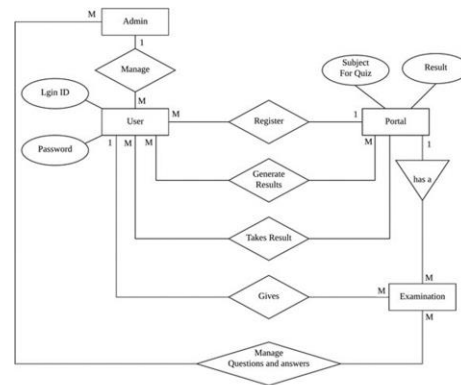 M
Admin
1
Manage
M
Lgin ID
Password
User
M
1
M
M
Register
1
Subject
For Quiz
Result
Portal
M
1
Generate
Results
has a
Takes Result
Gives
M
M
Examination
M
Manage
Questions and answers